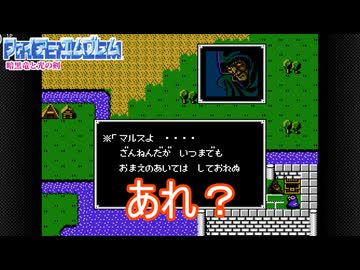 ファイアーエムブレム
暗黒竜と光の剣
※「マルスよ ・・・・
ざんねんだが いつまでも
おまえのあいては しておれぬ
あれ？